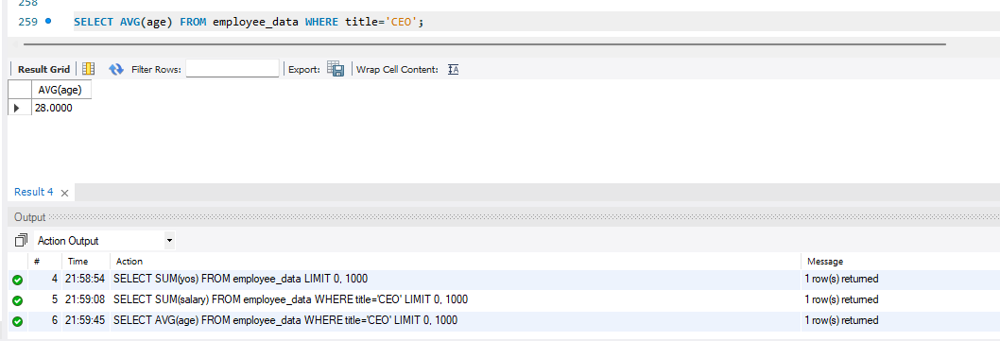 258
259 SELECT AVG(age) FROM employee_data WHERE title='CEO';
Result Grid Filter Rows: Export: Wrap Cell Content: IA
AVG(age)
28.0000
Result 4 ×
Output
Action Output
# Time Action Message
4 21:58:54 SELECT SUM(yos) FROM employee_data LIMIT 0, 1000 1 row(s) returned
5 21:59:08 SELECT SUM(salary) FROM employee_data WHERE title='CEO' LIMIT 0, 1000 1 row(s) returned
6 21:59:45 SELECT AVG(age) FROM employee_data WHERE title='CEO' LIMIT 0, 1000 1 row(s) returned